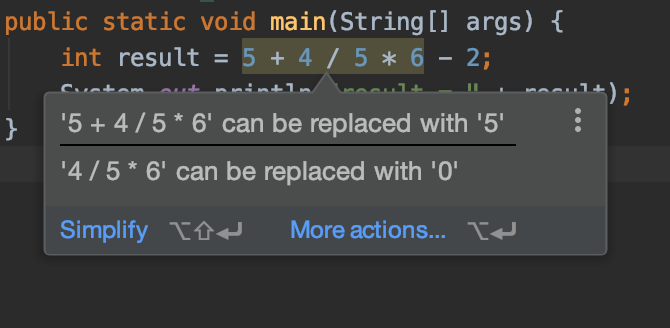 public static void main(String[] args) {
int result = 5 + 4 / 5 * 6 - 2;
System.out.println("result = " + result);
}
'5 + 4 / 5 * 6' can be replaced with '5'
'4 / 5 * 6' can be replaced with '0'
Simplify ⌥⇧↵ More actions... ⌥↵